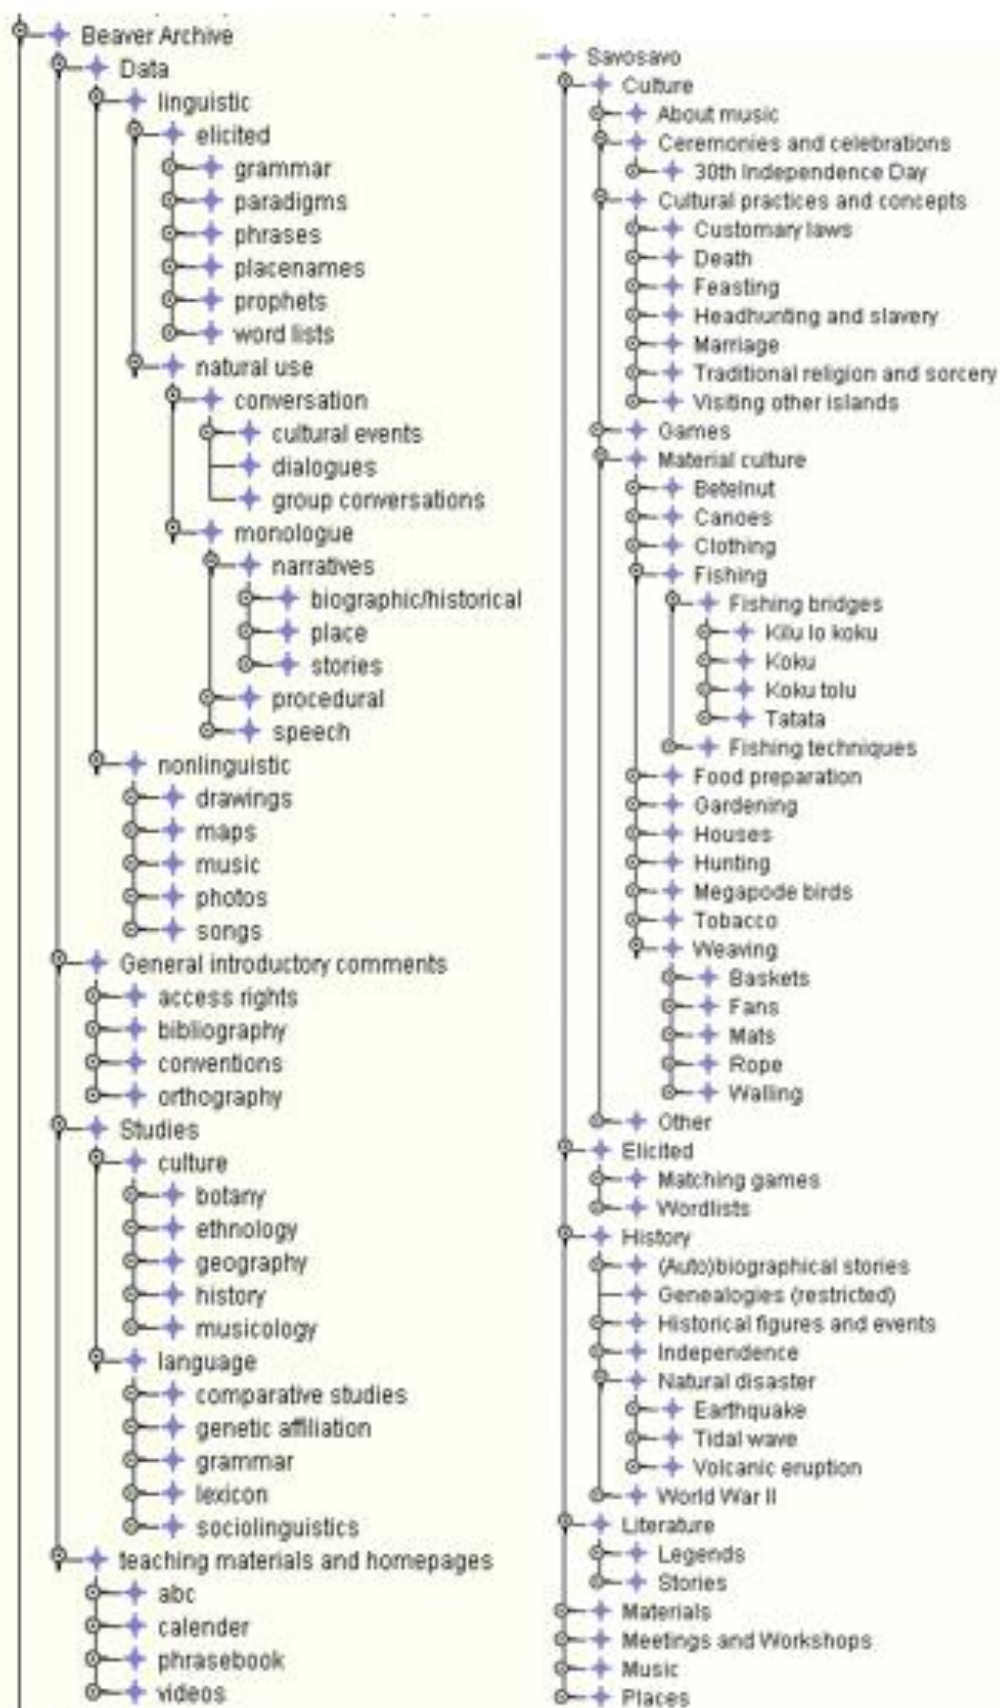 Beaver Archive
Data
linguistic
elicited
grammar
paradigms
phrases
placenames
prophets
word lists
natural use
conversation
cultural events
dialogues
group conversations
monologue
narratives
biographic/historical
place
stories
procedural
speech
nonlinguistic
drawings
maps
music
photos
songs
General introductory comments
access rights
bibliography
conventions
orthography
Studies
culture
botany
ethnology
geography
history
musicology
language
comparative studies
genetic affiliation
grammar
lexicon
sociolinguistics
teaching materials and homepages
abc
calender
phrasebook
videos
Savosavo
Culture
About music
Ceremonies and celebrations
30th Independence Day
Cultural practices and concepts
Customary laws
Death
Feasting
Headhunting and slavery
Marriage
Traditional religion and sorcery
Visiting other islands
Games
Material culture
Betelnut
Canoes
Clothing
Fishing
Fishing bridges
Kilu lo koku
Koku
Koku tolu
Tatata
Fishing techniques
Food preparation
Gardening
Houses
Hunting
Megapode birds
Tobacco
Weaving
Baskets
Fans
Mats
Rope
Walling
Other
Elicited
Matching games
Wordlists
History
(Auto)biographical stories
Genealogies (restricted)
Historical figures and events
Independence
Natural disaster
Earthquake
Tidal wave
Volcanic eruption
World War II
Literature
Legends
Stories
Materials
Meetings and Workshops
Music
Places